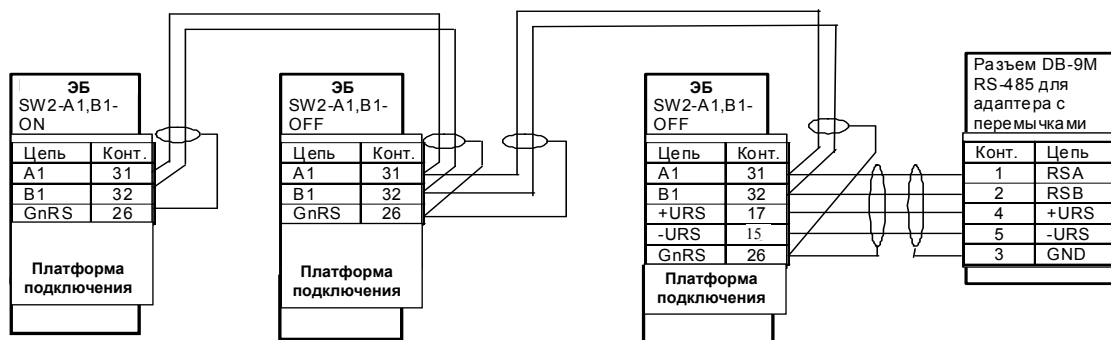 ЭБ
SW2-A1,B1-
ON
Цепь Конт.
A1 31
B1 32
GnRS 26
Платформа
подключения
ЭБ
SW2-A1,B1-
OFF
Цепь Конт.
A1 31
B1 32
GnRS 26
Платформа
подключения
ЭБ
SW2-A1,B1-
OFF
Цепь Конт.
A1 31
B1 32
+URS 17
-URS 15
GnRS 26
Платформа
подключения
Разъем DB-9M
RS-485 для
адаптера с
перемычками
Конт. Цепь
1 RSA
2 RSB
4 +URS
5 -URS
3 GND